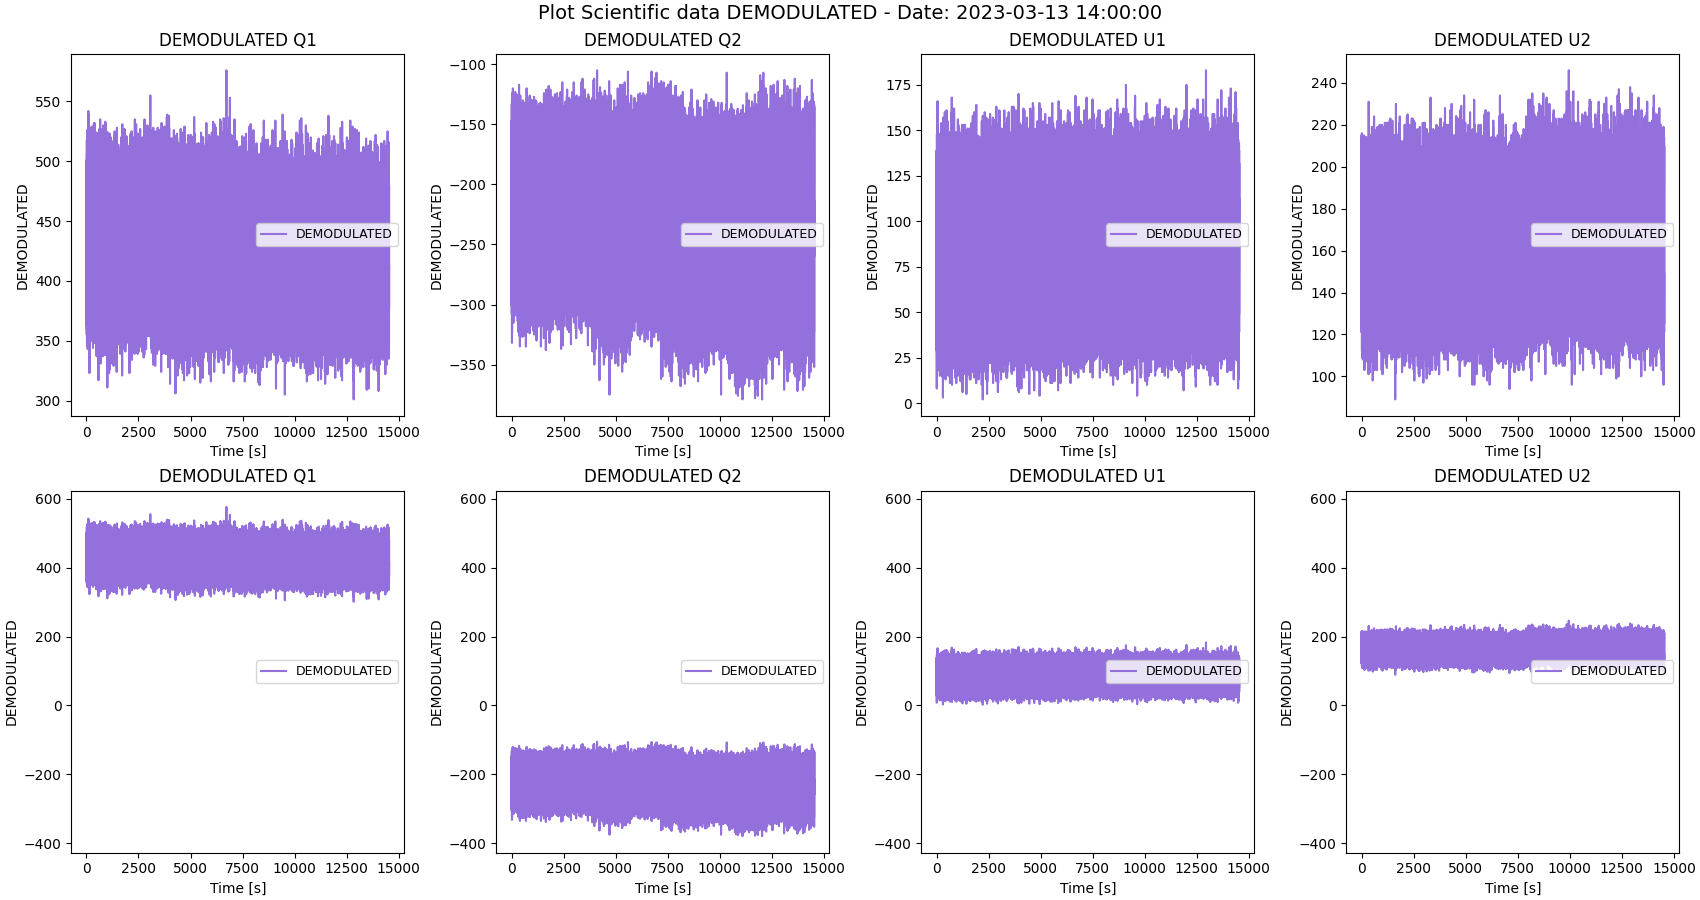 Plot Scientific data DEMODULATED - Date: 2023-03-13 14:00:00
DEMODULATED Q1
DEMODULATED
550
500
450
400
350
300
DEMODULATED
0 2500 5000 7500 10000 12500 15000
Time [s]
DEMODULATED Q2
DEMODULATED
−100
−150
−200
−250
−300
−350
DEMODULATED
0 2500 5000 7500 10000 12500 15000
Time [s]
DEMODULATED U1
DEMODULATED
175
150
125
100
75
50
25
0
DEMODULATED
0 2500 5000 7500 10000 12500 15000
Time [s]
DEMODULATED U2
DEMODULATED
240
220
200
180
160
140
120
100
DEMODULATED
0 2500 5000 7500 10000 12500 15000
Time [s]
DEMODULATED Q1
DEMODULATED
600
400
200
0
−200
−400
DEMODULATED
0 2500 5000 7500 10000 12500 15000
Time [s]
DEMODULATED Q2
DEMODULATED
600
400
200
0
−200
−400
DEMODULATED
0 2500 5000 7500 10000 12500 15000
Time [s]
DEMODULATED U1
DEMODULATED
600
400
200
0
−200
−400
DEMODULATED
0 2500 5000 7500 10000 12500 15000
Time [s]
DEMODULATED U2
DEMODULATED
600
400
200
0
−200
−400
DEMODULATED
0 2500 5000 7500 10000 12500 15000
Time [s]